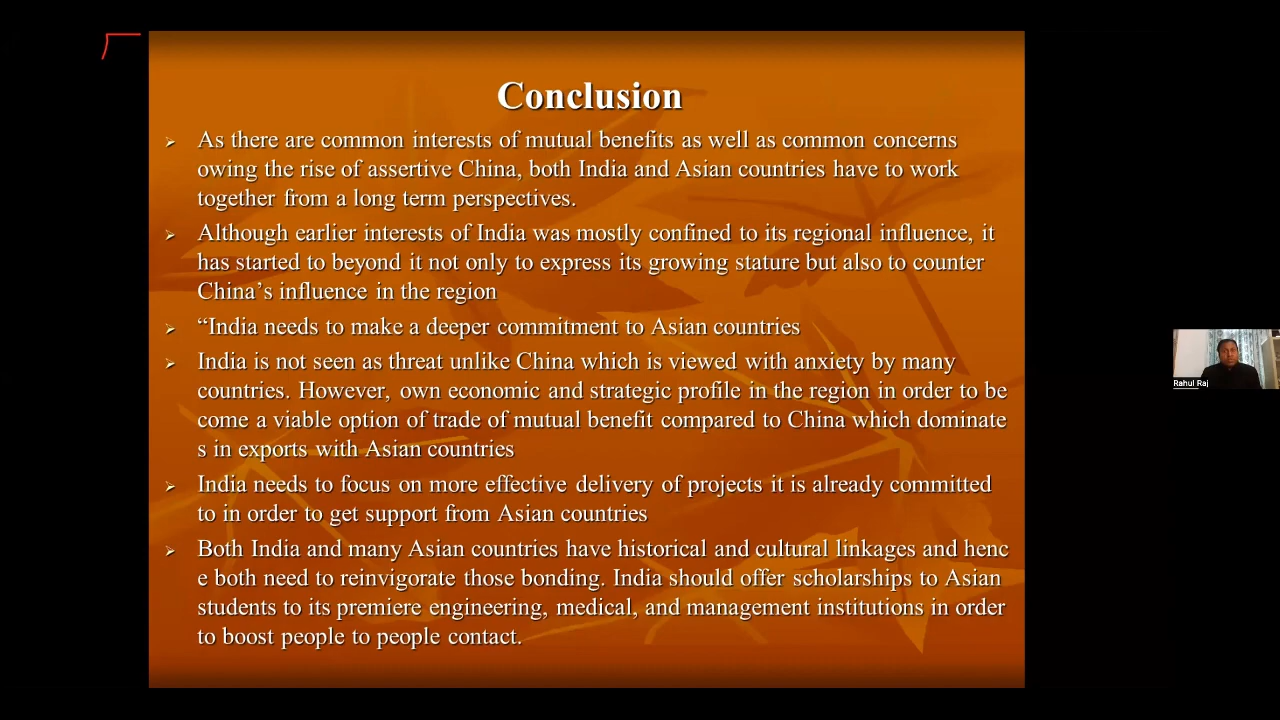 Conclusion
As there are common interests of mutual benefits as well as common concerns
owing the rise of assertive China, both India and Asian countries have to work
together from a long term perspectives.
Although earlier interests of India was mostly confined to its regional influence, it
has started to beyond it not only to express its growing stature but also to counter
China’s influence in the region
“India needs to make a deeper commitment to Asian countries
India is not seen as threat unlike China which is viewed with anxiety by many
countries. However, own economic and strategic profile in the region in order to be
come a viable option of trade of mutual benefit compared to China which dominate
s in exports with Asian countries
India needs to focus on more effective delivery of projects it is already committed
to in order to get support from Asian countries
Both India and many Asian countries have historical and cultural linkages and henc
e both need to reinvigorate those bonding. India should offer scholarships to Asian
students to its premiere engineering, medical, and management institutions in order
to boost people to people contact.
Rahul Raj